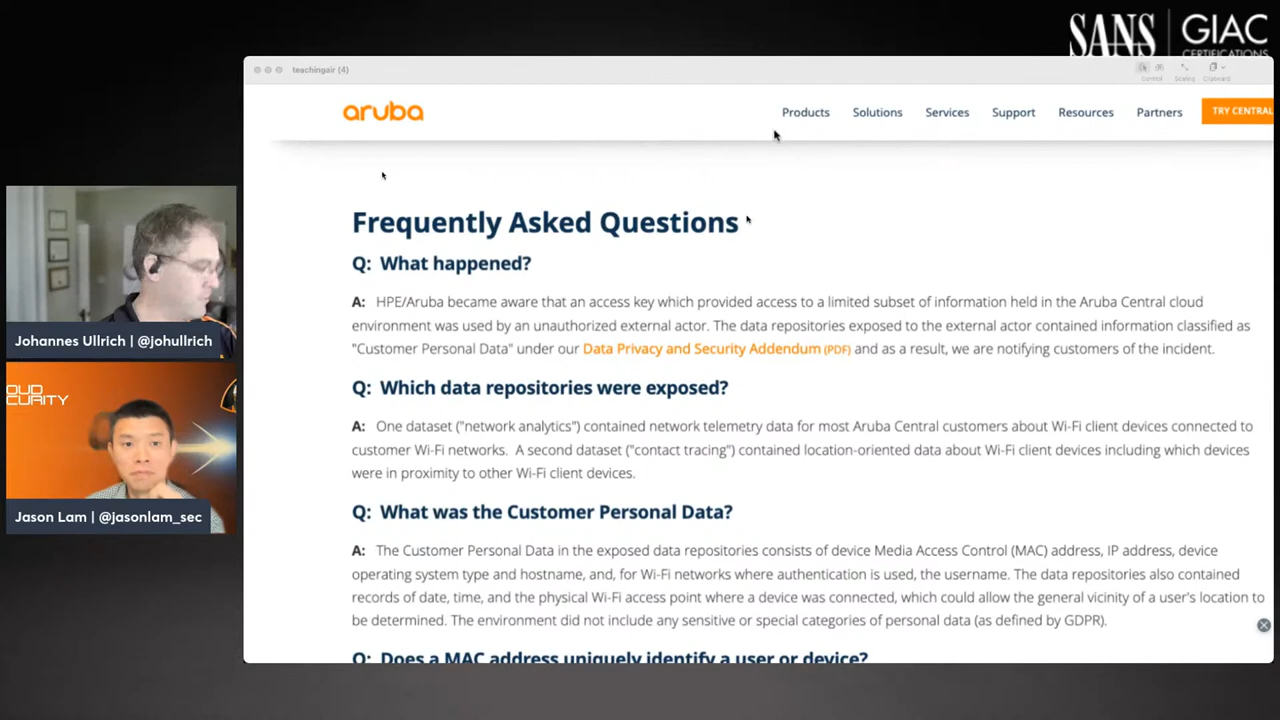 SANS GIAC
CERTIFICATIONS
teachingair (4)
Control
Scaling
Clipboard
aruba
Products
Solutions
Services
Support
Resources
Partners
TRY CENTRAL
Frequently Asked Questions
Q: What happened?
A: HPE/Aruba became aware that an access key which provided access to a limited subset of information held in the Aruba Central cloud
environment was used by an unauthorized external actor. The data repositories exposed to the external actor contained information classified as
"Customer Personal Data" under our Data Privacy and Security Addendum (PDF) and as a result, we are notifying customers of the incident.
Q: Which data repositories were exposed?
A: One dataset ("network analytics") contained network telemetry data for most Aruba Central customers about Wi-Fi client devices connected to
customer Wi-Fi networks. A second dataset ("contact tracing") contained location-oriented data about Wi-Fi client devices including which devices
were in proximity to other Wi-Fi client devices.
Q: What was the Customer Personal Data?
A: The Customer Personal Data in the exposed data repositories consists of device Media Access Control (MAC) address, IP address, device
operating system type and hostname, and, for Wi-Fi networks where authentication is used, the username. The data repositories also contained
records of date, time, and the physical Wi-Fi access point where a device was connected, which could allow the general vicinity of a user's location to
be determined. The environment did not include any sensitive or special categories of personal data (as defined by GDPR).
Q: Does a MAC address uniquely identify a user or device?
Johannes Ullrich | @johullrich
OUD
CURITY
Jason Lam | @jasonlam_sec